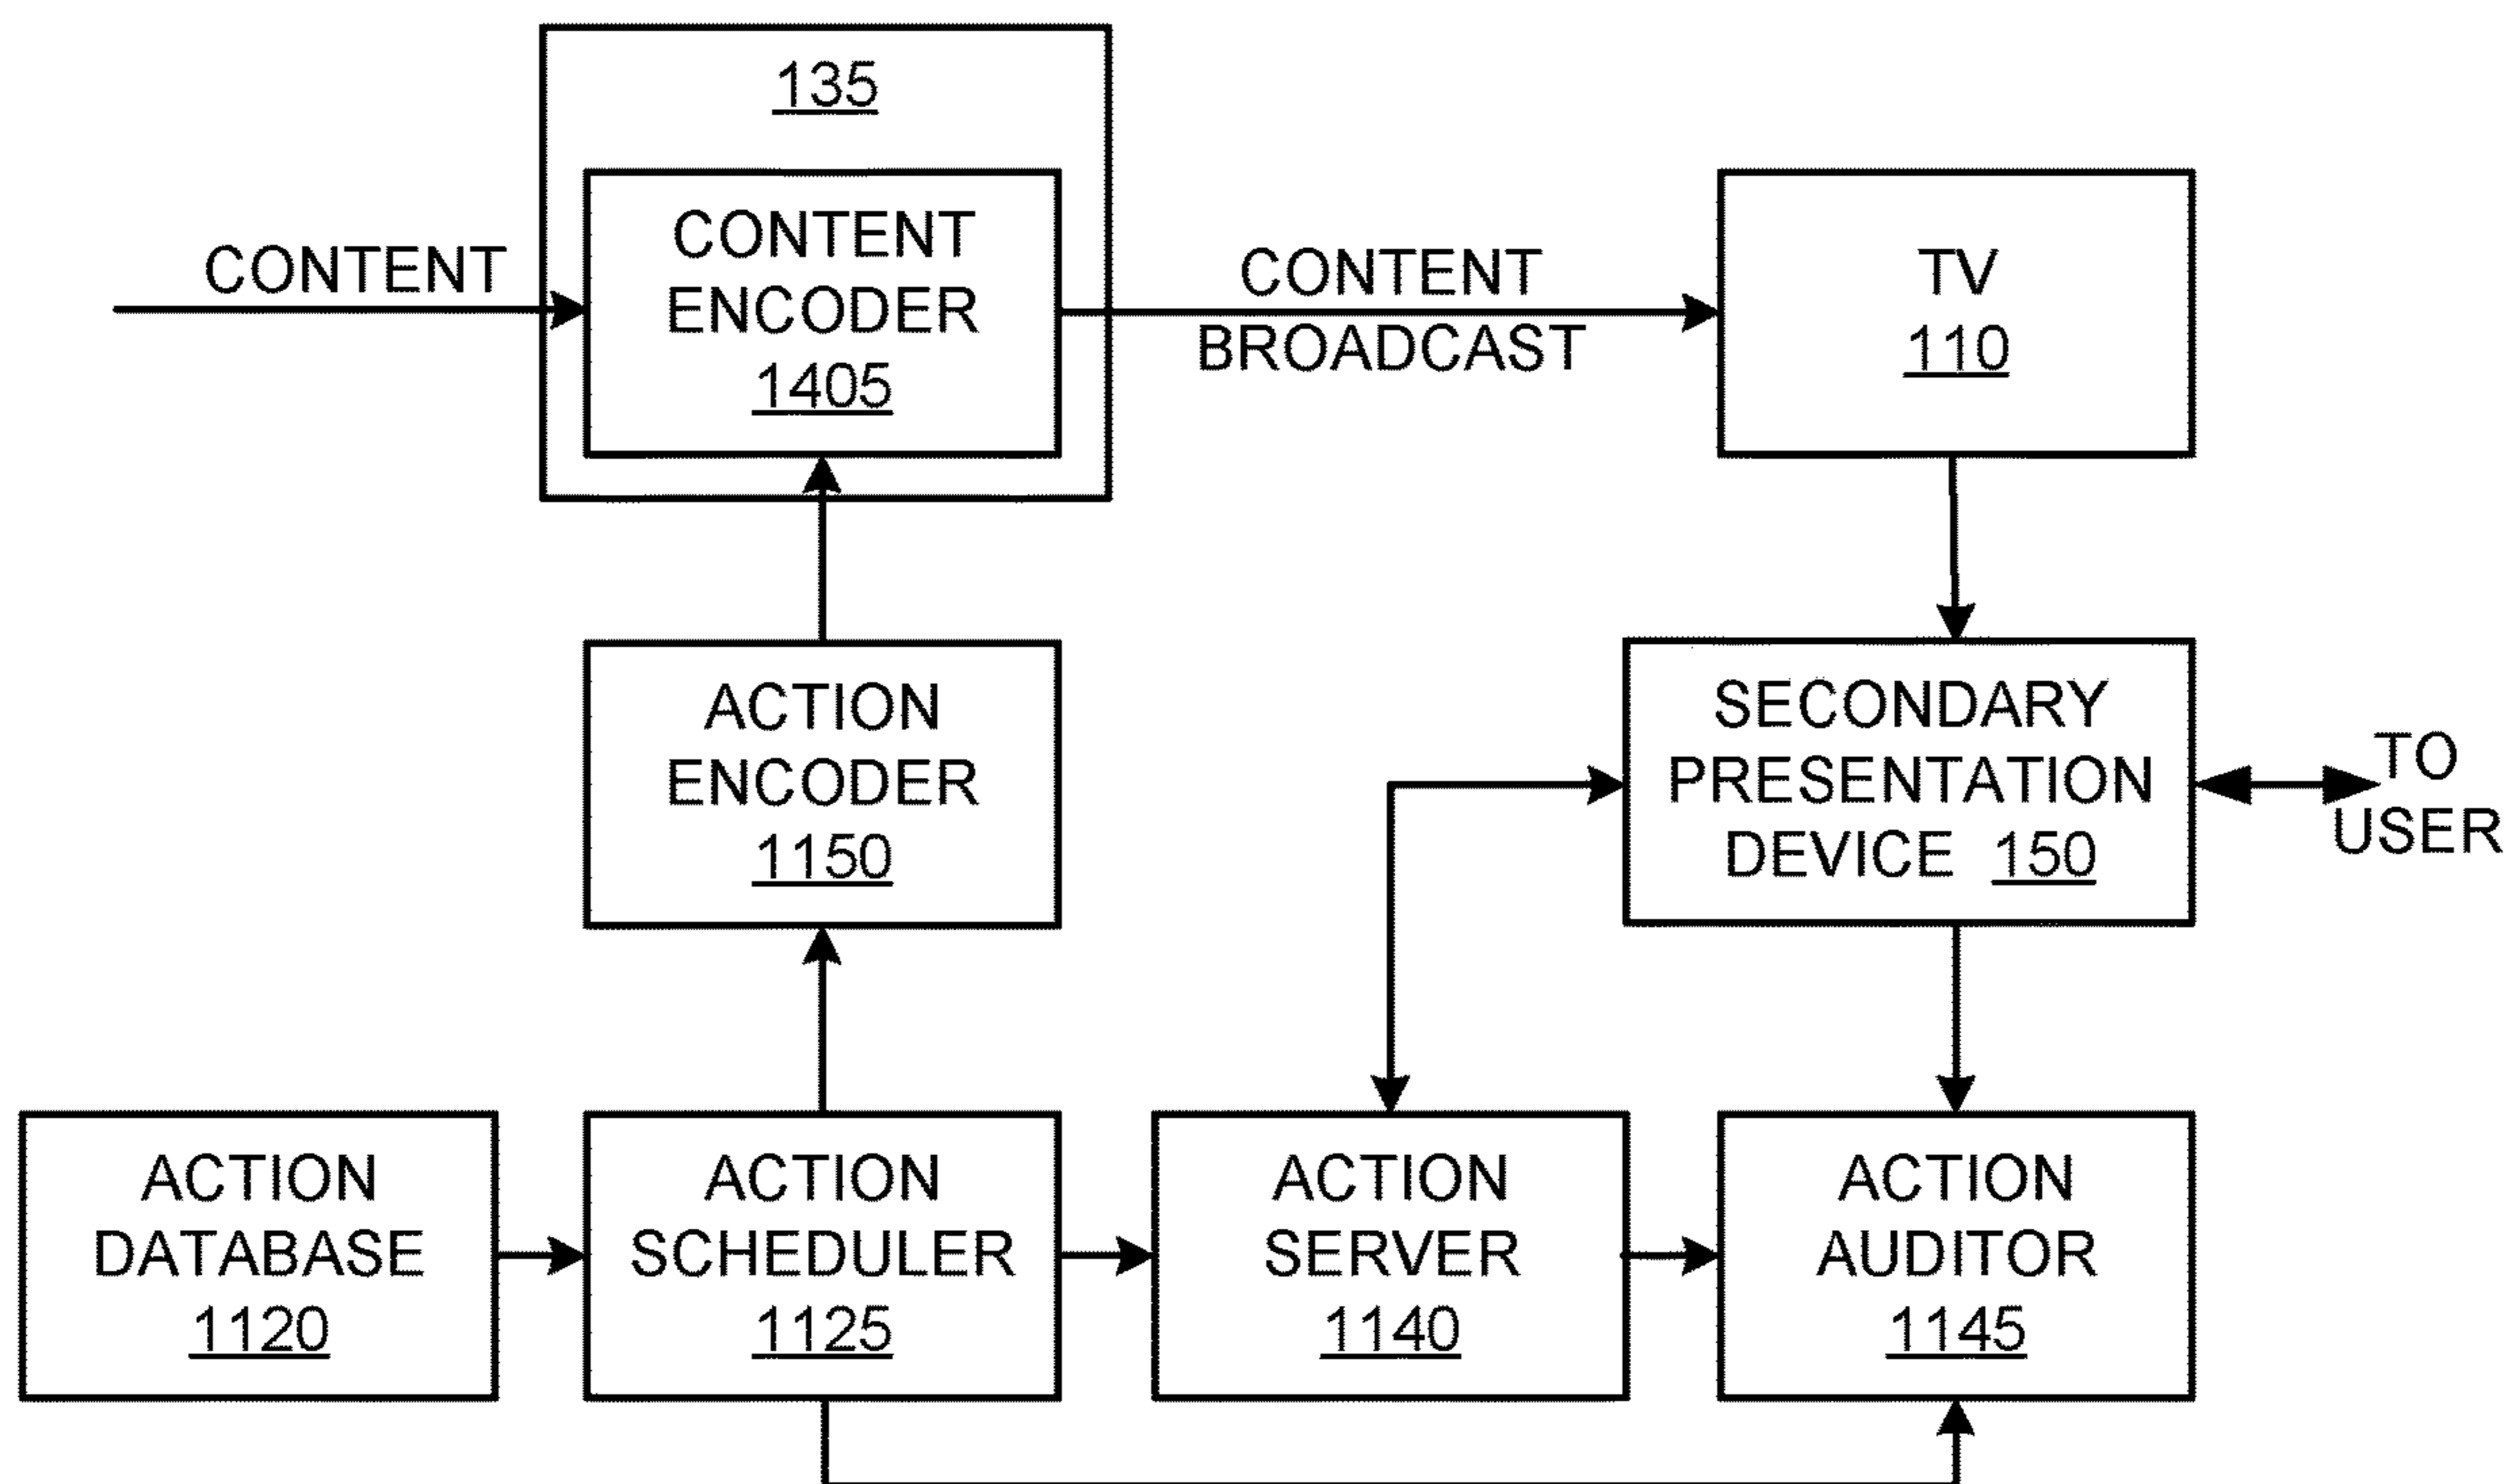 135
CONTENT
CONTENT
ENCODER
1405
CONTENT
BROADCAST
TV
110
ACTION
ENCODER
1150
SECONDARY
PRESENTATION
DEVICE 150
TO
USER
ACTION
DATABASE
1120
ACTION
SCHEDULER
1125
ACTION
SERVER
1140
ACTION
AUDITOR
1145